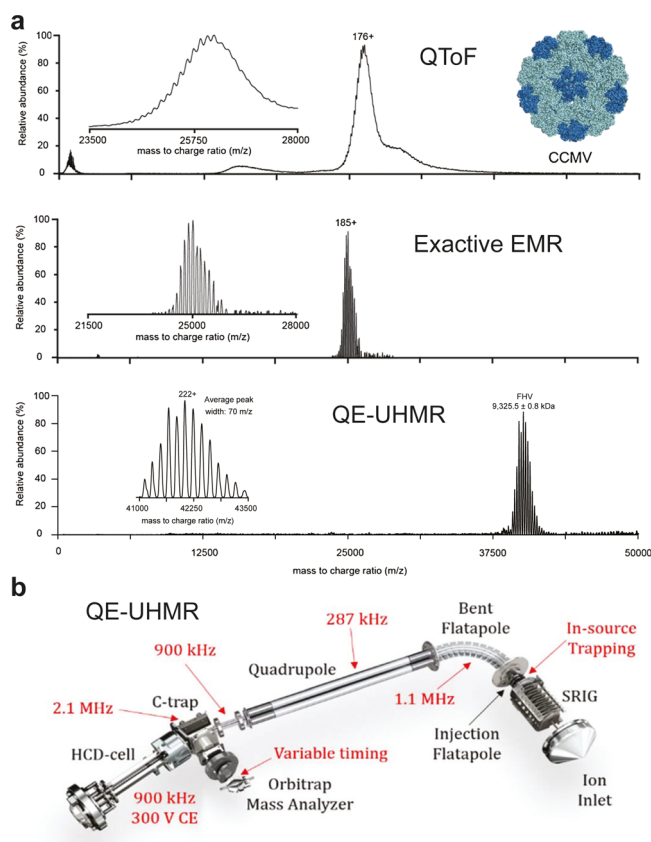 a
Relative abundance (%)
100
80
60
40
20
0
176+
QToF
CCMV
23500
25750
28000
mass to charge ratio (m/z)
Relative abundance (%)
100
80
60
40
20
0
185+
Exactive EMR
21500
25000
28000
mass to charge ratio (m/z)
Relative abundance (%)
100
80
60
40
20
0
222+
Average peak
width: 70 m/z
QE-UHMR
FHV
9,325.5 ± 0.8 kDa
41000
42250
43500
mass to charge ratio (m/z)
0
12500
25000
37500
50000
mass to charge ratio (m/z)
b
QE-UHMR
2.1 MHz
900 kHz
C-trap
HCD-cell
900 kHz
300 V CE
Quadrupole
287 kHz
Variable timing
Orbitrap
Mass Analyzer
Bent
Flatapole
1.1 MHz
In-source
Trapping
SRIG
Injection
Flatapole
Ion
Inlet